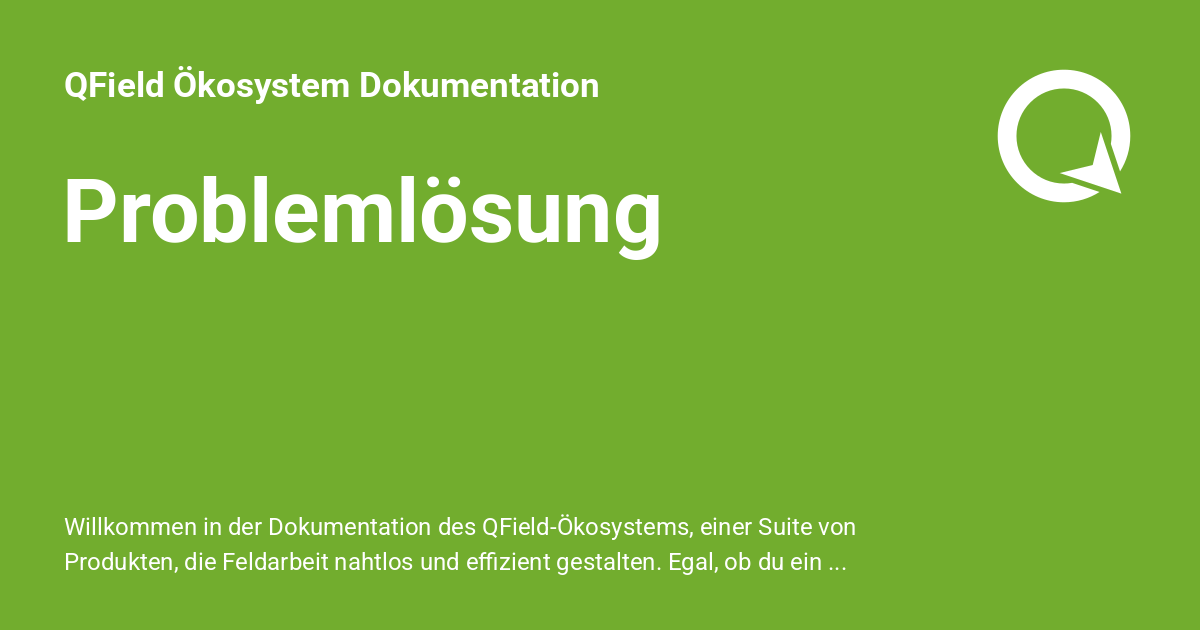 QField Ökosystem Dokumentation
Problemlösung
Willkommen in der Dokumentation des QField-Ökosystems, einer Suite von
Produkten, die Feldarbeit nahtlos und effizient gestalten. Egal, ob du ein ...